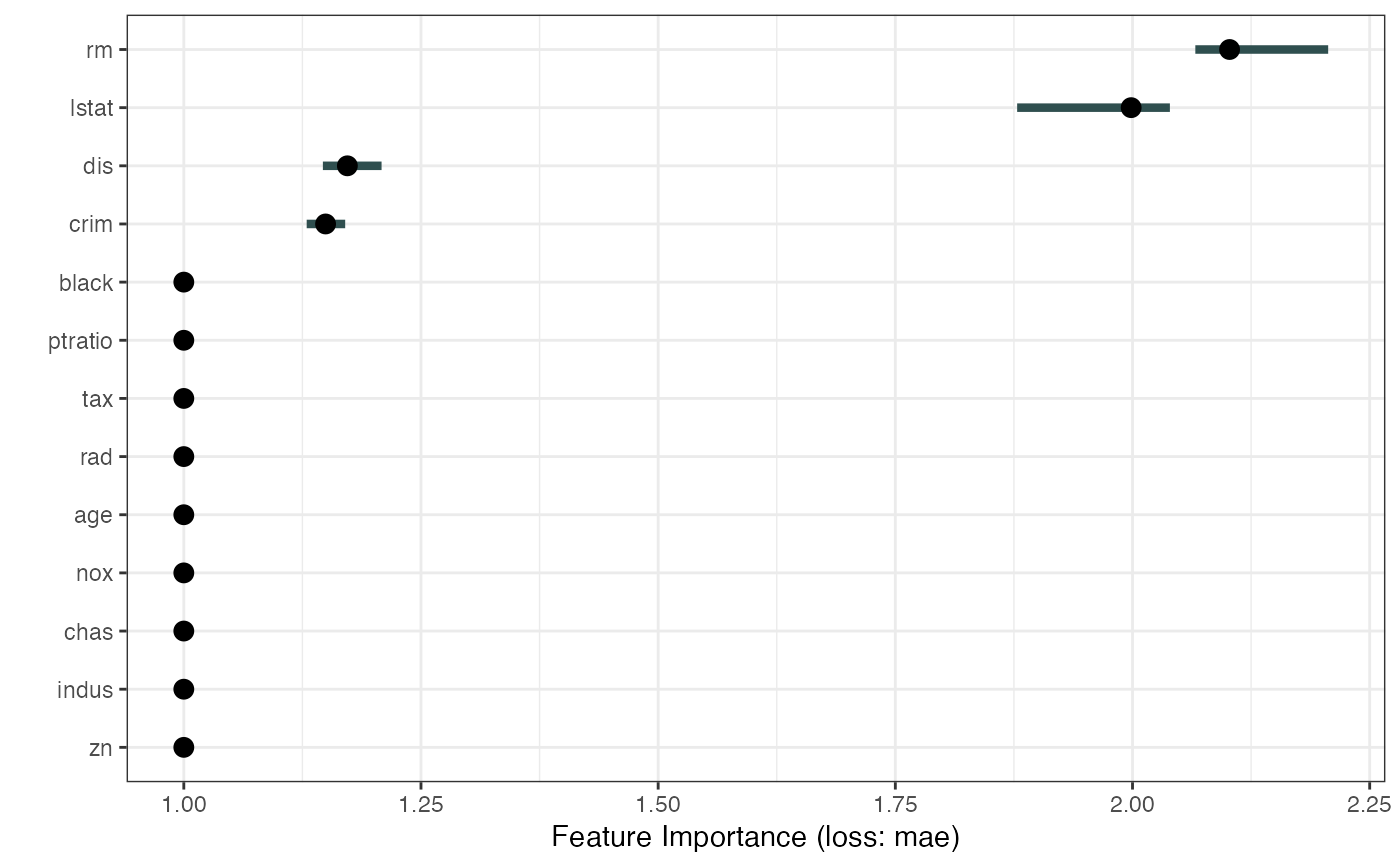 rm
lstat
dis
crim
black
ptratio
tax
rad
age
nox
chas
indus
zn
1.00 1.25 1.50 1.75 2.00 2.25
Feature Importance (loss: mae)